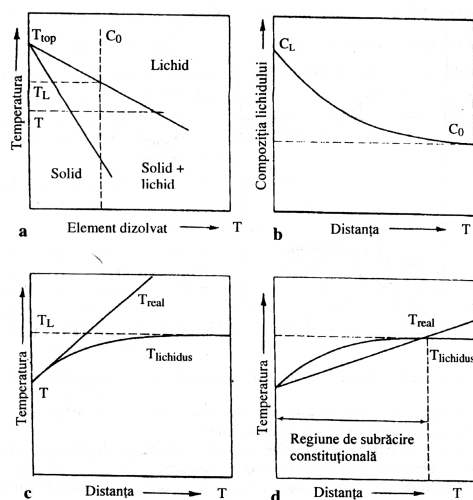 Temperatura
T_top
T_L
T
C_0
Lichid
Solid
Solid +
lichid
a
Element dizolvat
T
Compoziția lichidului
C_L
C_0
b
Distanța
T
Temperatura
T_L
T
T_real
T_lichidus
c
Distanța
T
Temperatura
T_real
T_lichidus
Regiune de subrăcire
constituțională
d
Distanța
T